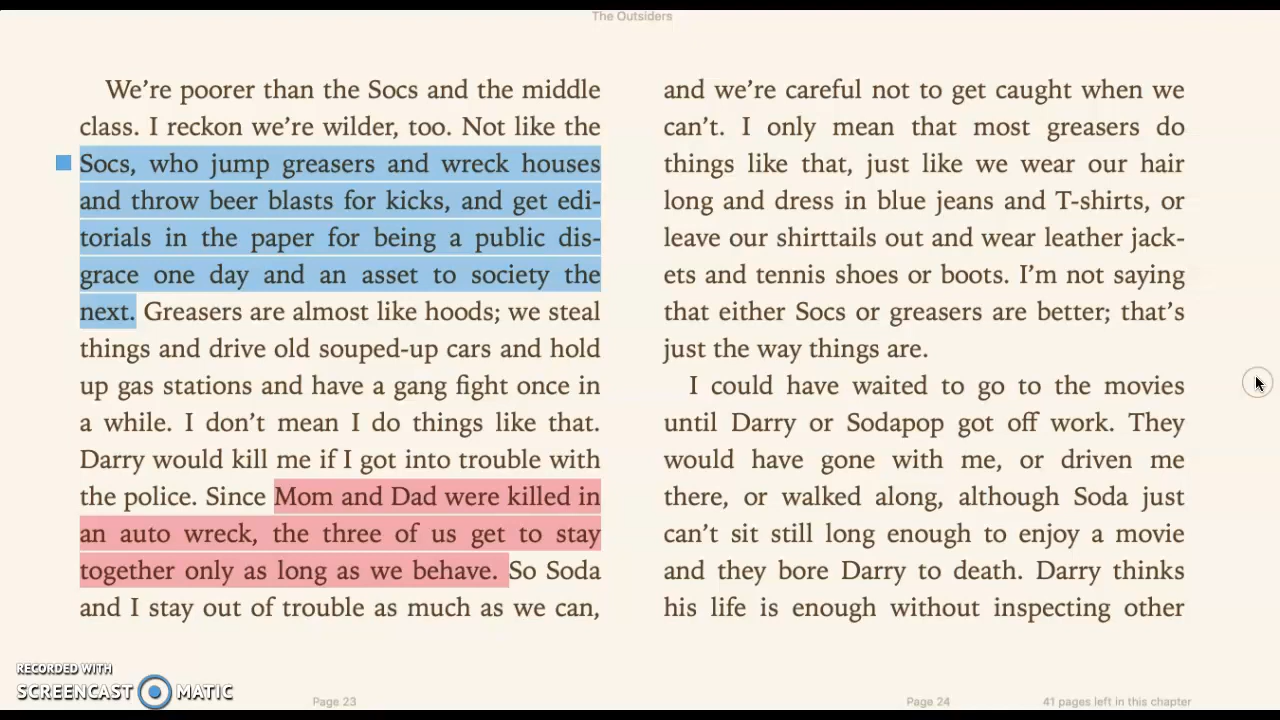 The Outsiders
We're poorer than the Socs and the middle
class. I reckon we're wilder, too. Not like the
Socs, who jump greasers and wreck houses
and throw beer blasts for kicks, and get edi-
torials in the paper for being a public dis-
grace one day and an asset to society the
next. Greasers are almost like hoods; we steal
things and drive old souped-up cars and hold
up gas stations and have a gang fight once in
a while. I don't mean I do things like that.
Darry would kill me if I got into trouble with
the police. Since Mom and Dad were killed in
an auto wreck, the three of us get to stay
together only as long as we behave. So Soda
and I stay out of trouble as much as we can,
and we're careful not to get caught when we
can't. I only mean that most greasers do
things like that, just like we wear our hair
long and dress in blue jeans and T-shirts, or
leave our shirttails out and wear leather jack-
ets and tennis shoes or boots. I'm not saying
that either Socs or greasers are better; that's
just the way things are.
I could have waited to go to the movies
until Darry or Sodapop got off work. They
would have gone with me, or driven me
there, or walked along, although Soda just
can't sit still long enough to enjoy a movie
and they bore Darry to death. Darry thinks
his life is enough without inspecting other
RECORDED WITH
SCREENCAST MATIC
Page 23
Page 24
41 pages left in this chapter